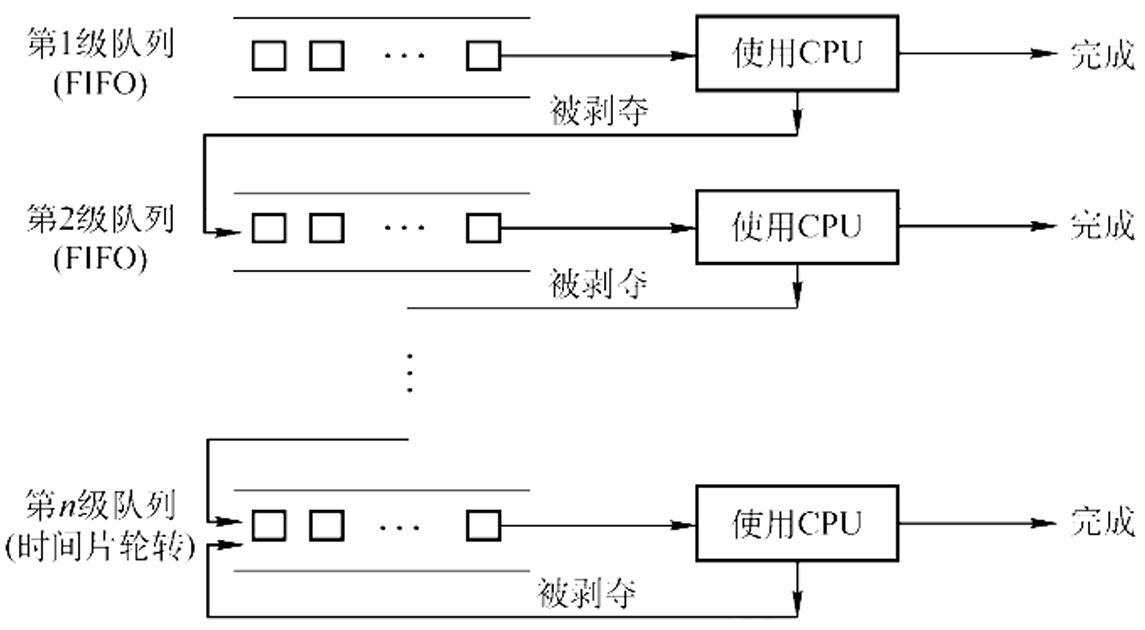 第1级队列
(FIFO)
… 使用CPU 完成
被剥夺
第2级队列
(FIFO)
… 使用CPU 完成
被剥夺
⋮
第n级队列
(时间片轮转)
… 使用CPU 完成
被剥夺